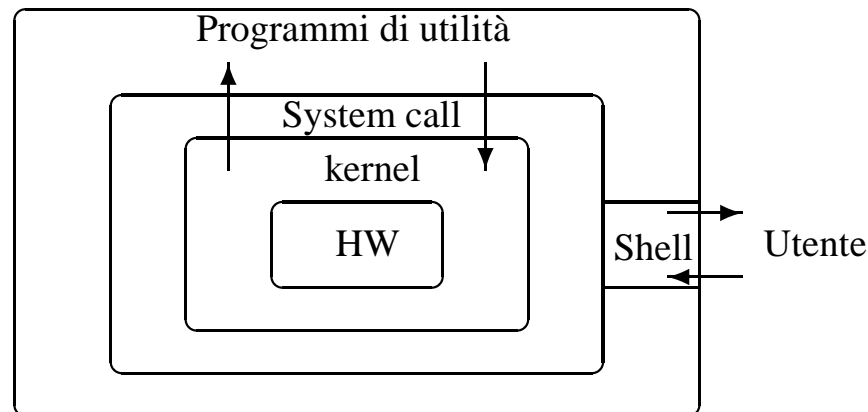 Programmi di utilità
System call
kernel
HW
Shell
Utente